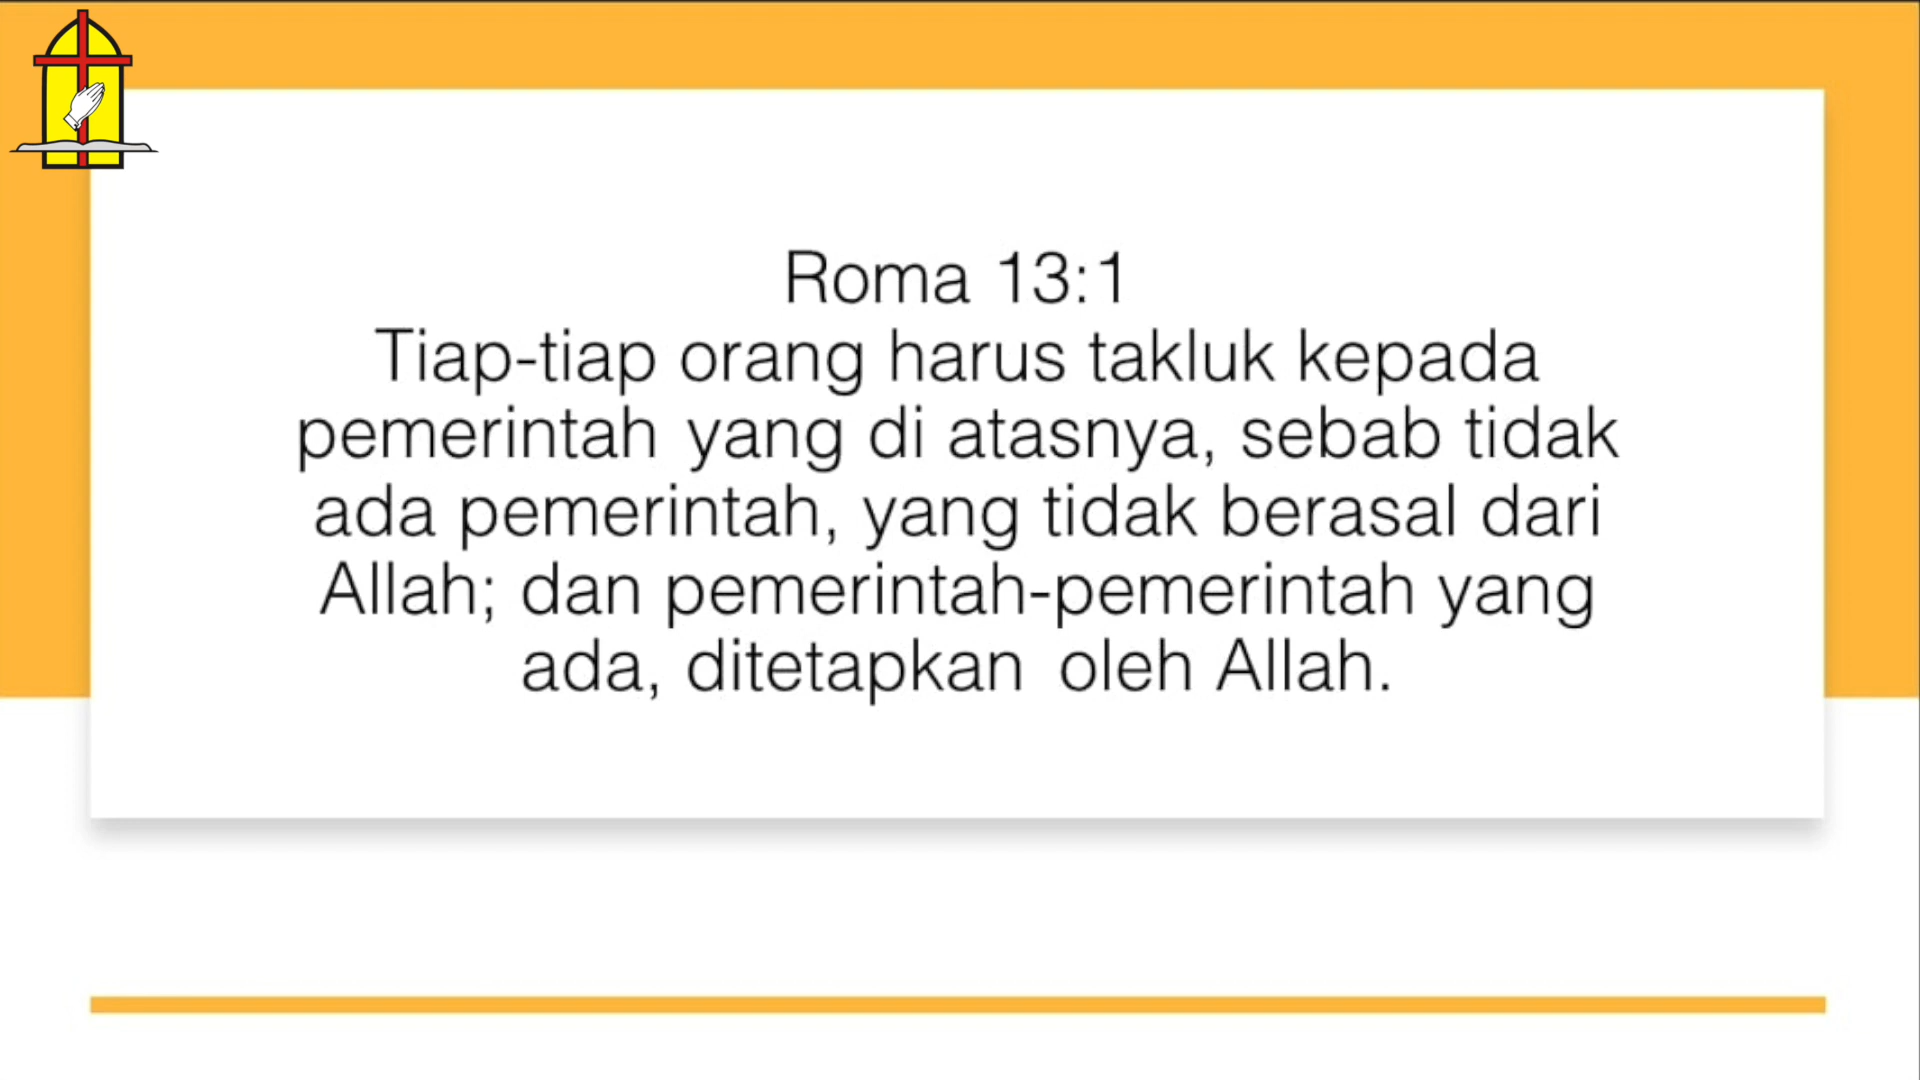 Roma 13:1
Tiap-tiap orang harus takluk kepada
pemerintah yang di atasnya, sebab tidak
ada pemerintah, yang tidak berasal dari
Allah; dan pemerintah-pemerintah yang
ada, ditetapkan oleh Allah.